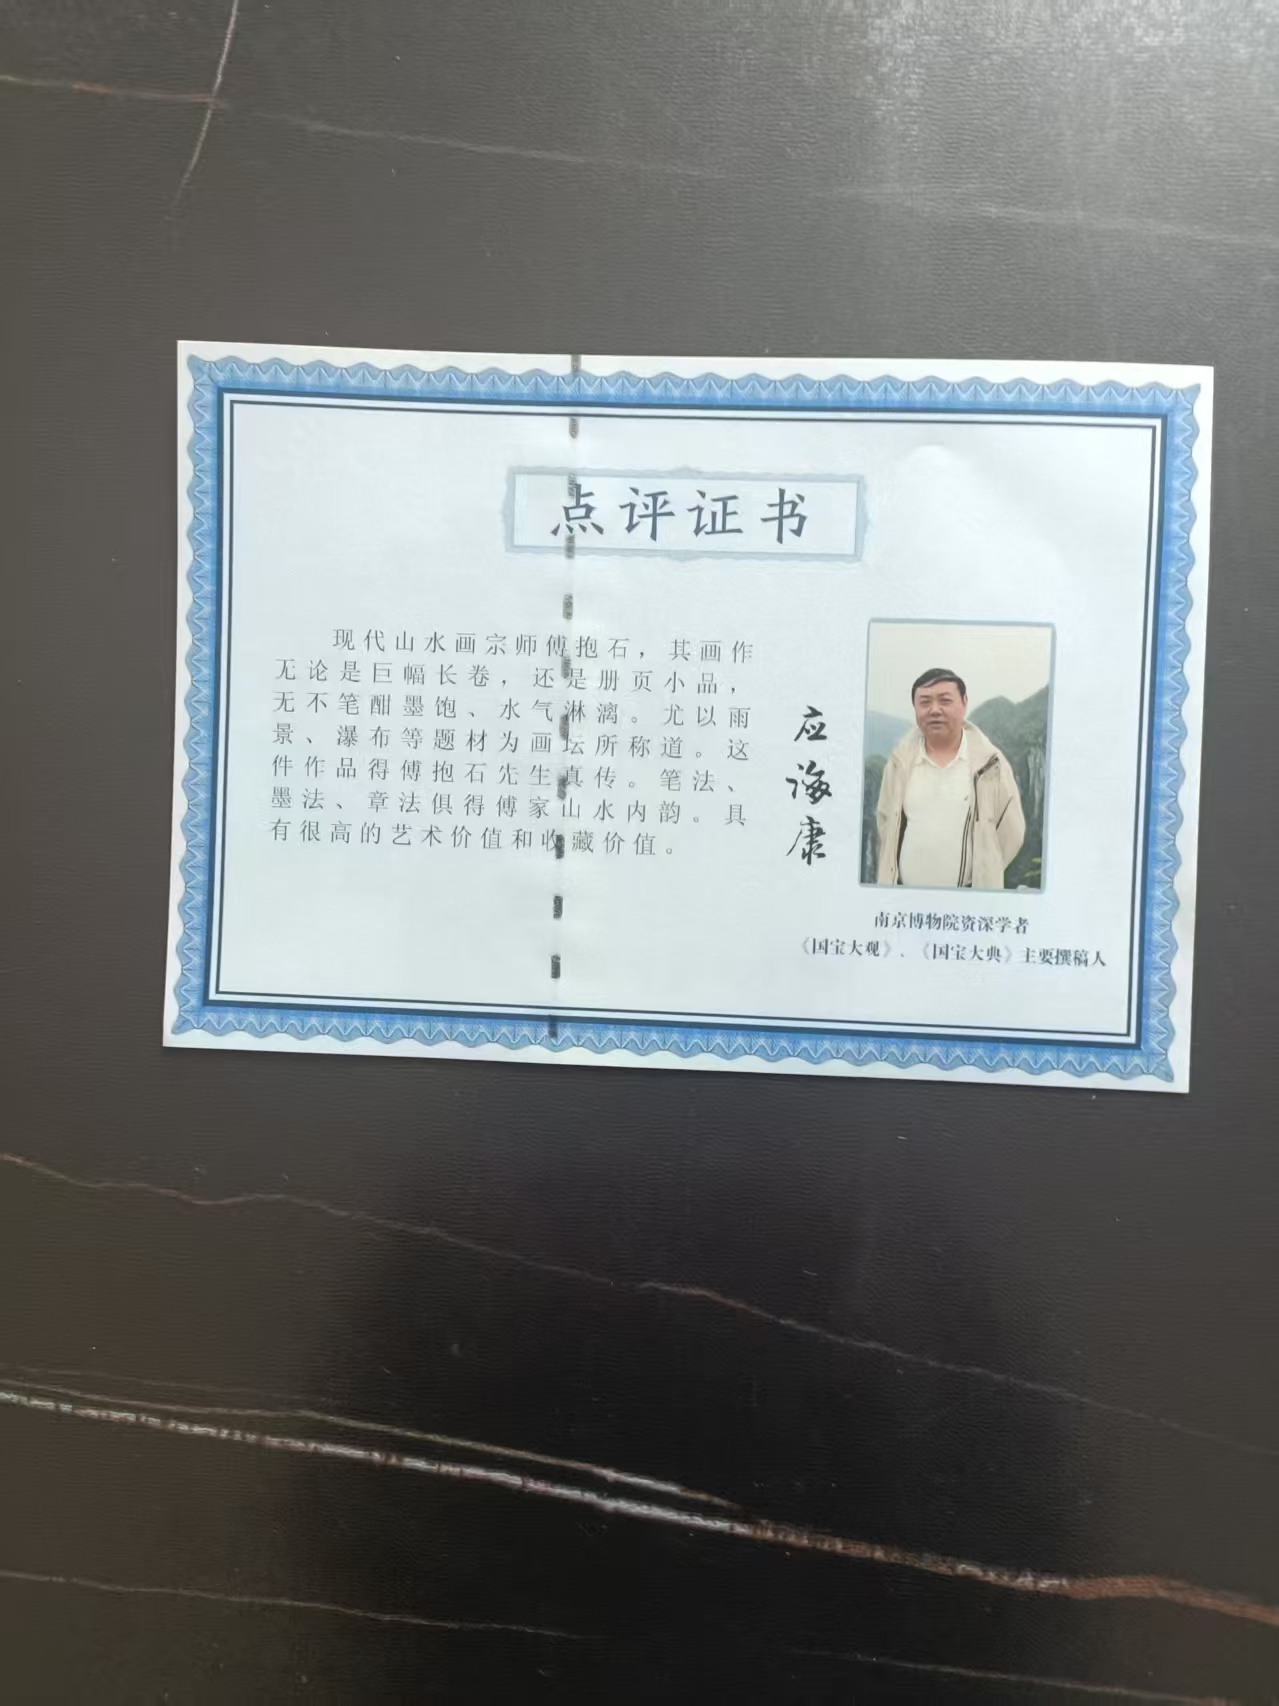 点评证书
现代山水画宗师傅抱石，其画作
无论是巨幅长卷，还是册页小品，
无不笔酣墨饱、水气淋漓。尤以雨
景、瀑布等题材为画坛所称道。这
件作品得傅抱石先生真传。笔法、
墨法、章法俱得傅家山水内韵。具
有很高的艺术价值和收藏价值。
应海康
南京博物院资深学者
《国宝大观》、《国宝大典》主要撰稿人